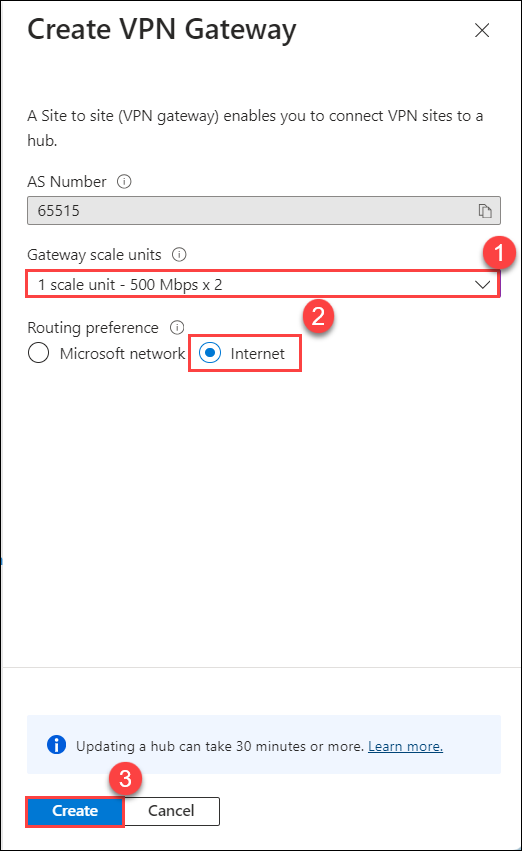 Create VPN Gateway
A Site to site (VPN gateway) enables you to connect VPN sites to a
hub.
AS Number
65515
Gateway scale units
1
1 scale unit - 500 Mbps x 2
2
Routing preference
Microsoft network Internet
Updating a hub can take 30 minutes or more. Learn more.
3
Create Cancel